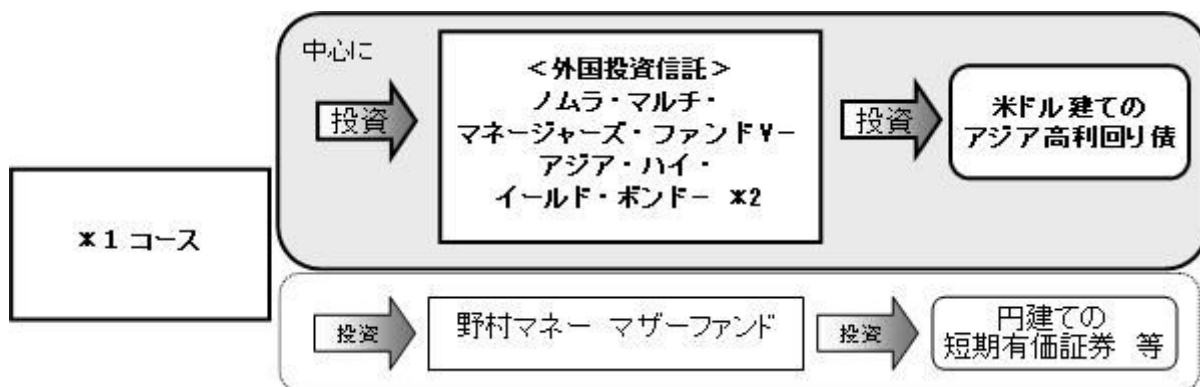 中心に
投資
<外国投資信託>
ノムラ・マルチ・
マネージャーズ・ファンドⅤ-
アジア・ハイ・
イールド・ボンド- *2
投資
米ドル建ての
アジア高利回り債
*1 コース
投資
野村マネー マザーファンド
投資
円建ての
短期有価証券 等